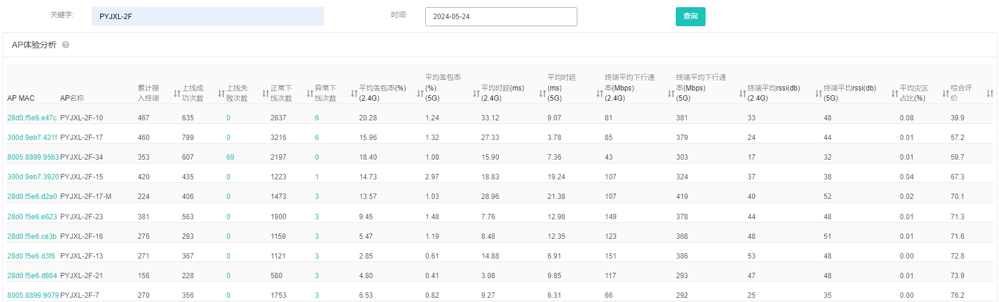 关键字: PYJXL-2F 时间: 2024-05-24 查询
AP体验分析 ?
AP MAC AP名称 累计接入终端 上线成功次数 上线失败次数 正常下线次数 异常下线次数 平均丢包率(%)(2.4G) 平均丢包率(%)(5G) 平均时延(ms)(2.4G) 平均时延(ms)(5G) 终端平均下行速率(Mbps)(2.4G) 终端平均下行速率(Mbps)(5G) 终端平均rssi(db)(2.4G) 终端平均rssi(db)(5G) 平均灾区占比(%) 综合评价
28d0.f5e6.e47c PYJXL-2F-10 467 635 0 2637 6 20.28 1.24 33.12 9.07 81 381 33 48 0.08 39.9
300d.9eb7.421f PYJXL-2F-17 460 799 0 3216 6 15.96 1.32 27.33 3.78 85 379 24 44 0.01 57.2
8005.8899.95b3 PYJXL-2F-34 353 607 69 2197 0 18.40 1.08 15.90 7.36 43 303 17 32 0.01 59.7
300d.9eb7.3920 PYJXL-2F-15 420 435 0 1223 1 14.73 2.97 18.83 19.24 107 324 37 38 0.04 67.3
28d0.f5e6.d2a0 PYJXL-2F-17-M 224 406 0 1473 3 13.57 1.03 28.96 21.38 107 419 40 52 0.02 70.1
28d0.f5e6.e623 PYJXL-2F-23 381 563 0 1900 3 9.45 1.48 7.76 12.98 149 378 44 48 0.01 71.3
28d0.f5e6.ce3b PYJXL-2F-16 276 293 0 1159 3 5.47 1.19 8.48 12.35 123 368 48 51 0.01 71.6
28d0.f5e6.d3f6 PYJXL-2F-13 271 367 0 1121 3 2.85 0.61 14.88 6.91 151 386 53 48 0.00 72.8
28d0.f5e6.d864 PYJXL-2F-21 156 228 0 580 3 4.80 0.41 3.08 9.85 117 293 47 48 0.01 73.9
8005.8899.9079 PYJXL-2F-7 270 356 0 1753 3 6.53 0.82 9.27 6.31 66 292 25 35 0.00 76.2